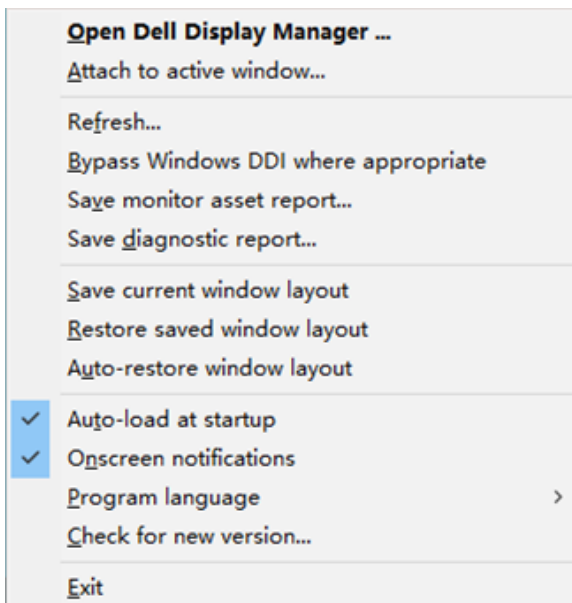 Open Dell Display Manager ...
Attach to active window...
Refresh...
Bypass Windows DDI where appropriate
Save monitor asset report...
Save diagnostic report...
Save current window layout
Restore saved window layout
Auto-restore window layout
Auto-load at startup
Onscreen notifications
Program language
Check for new version...
Exit